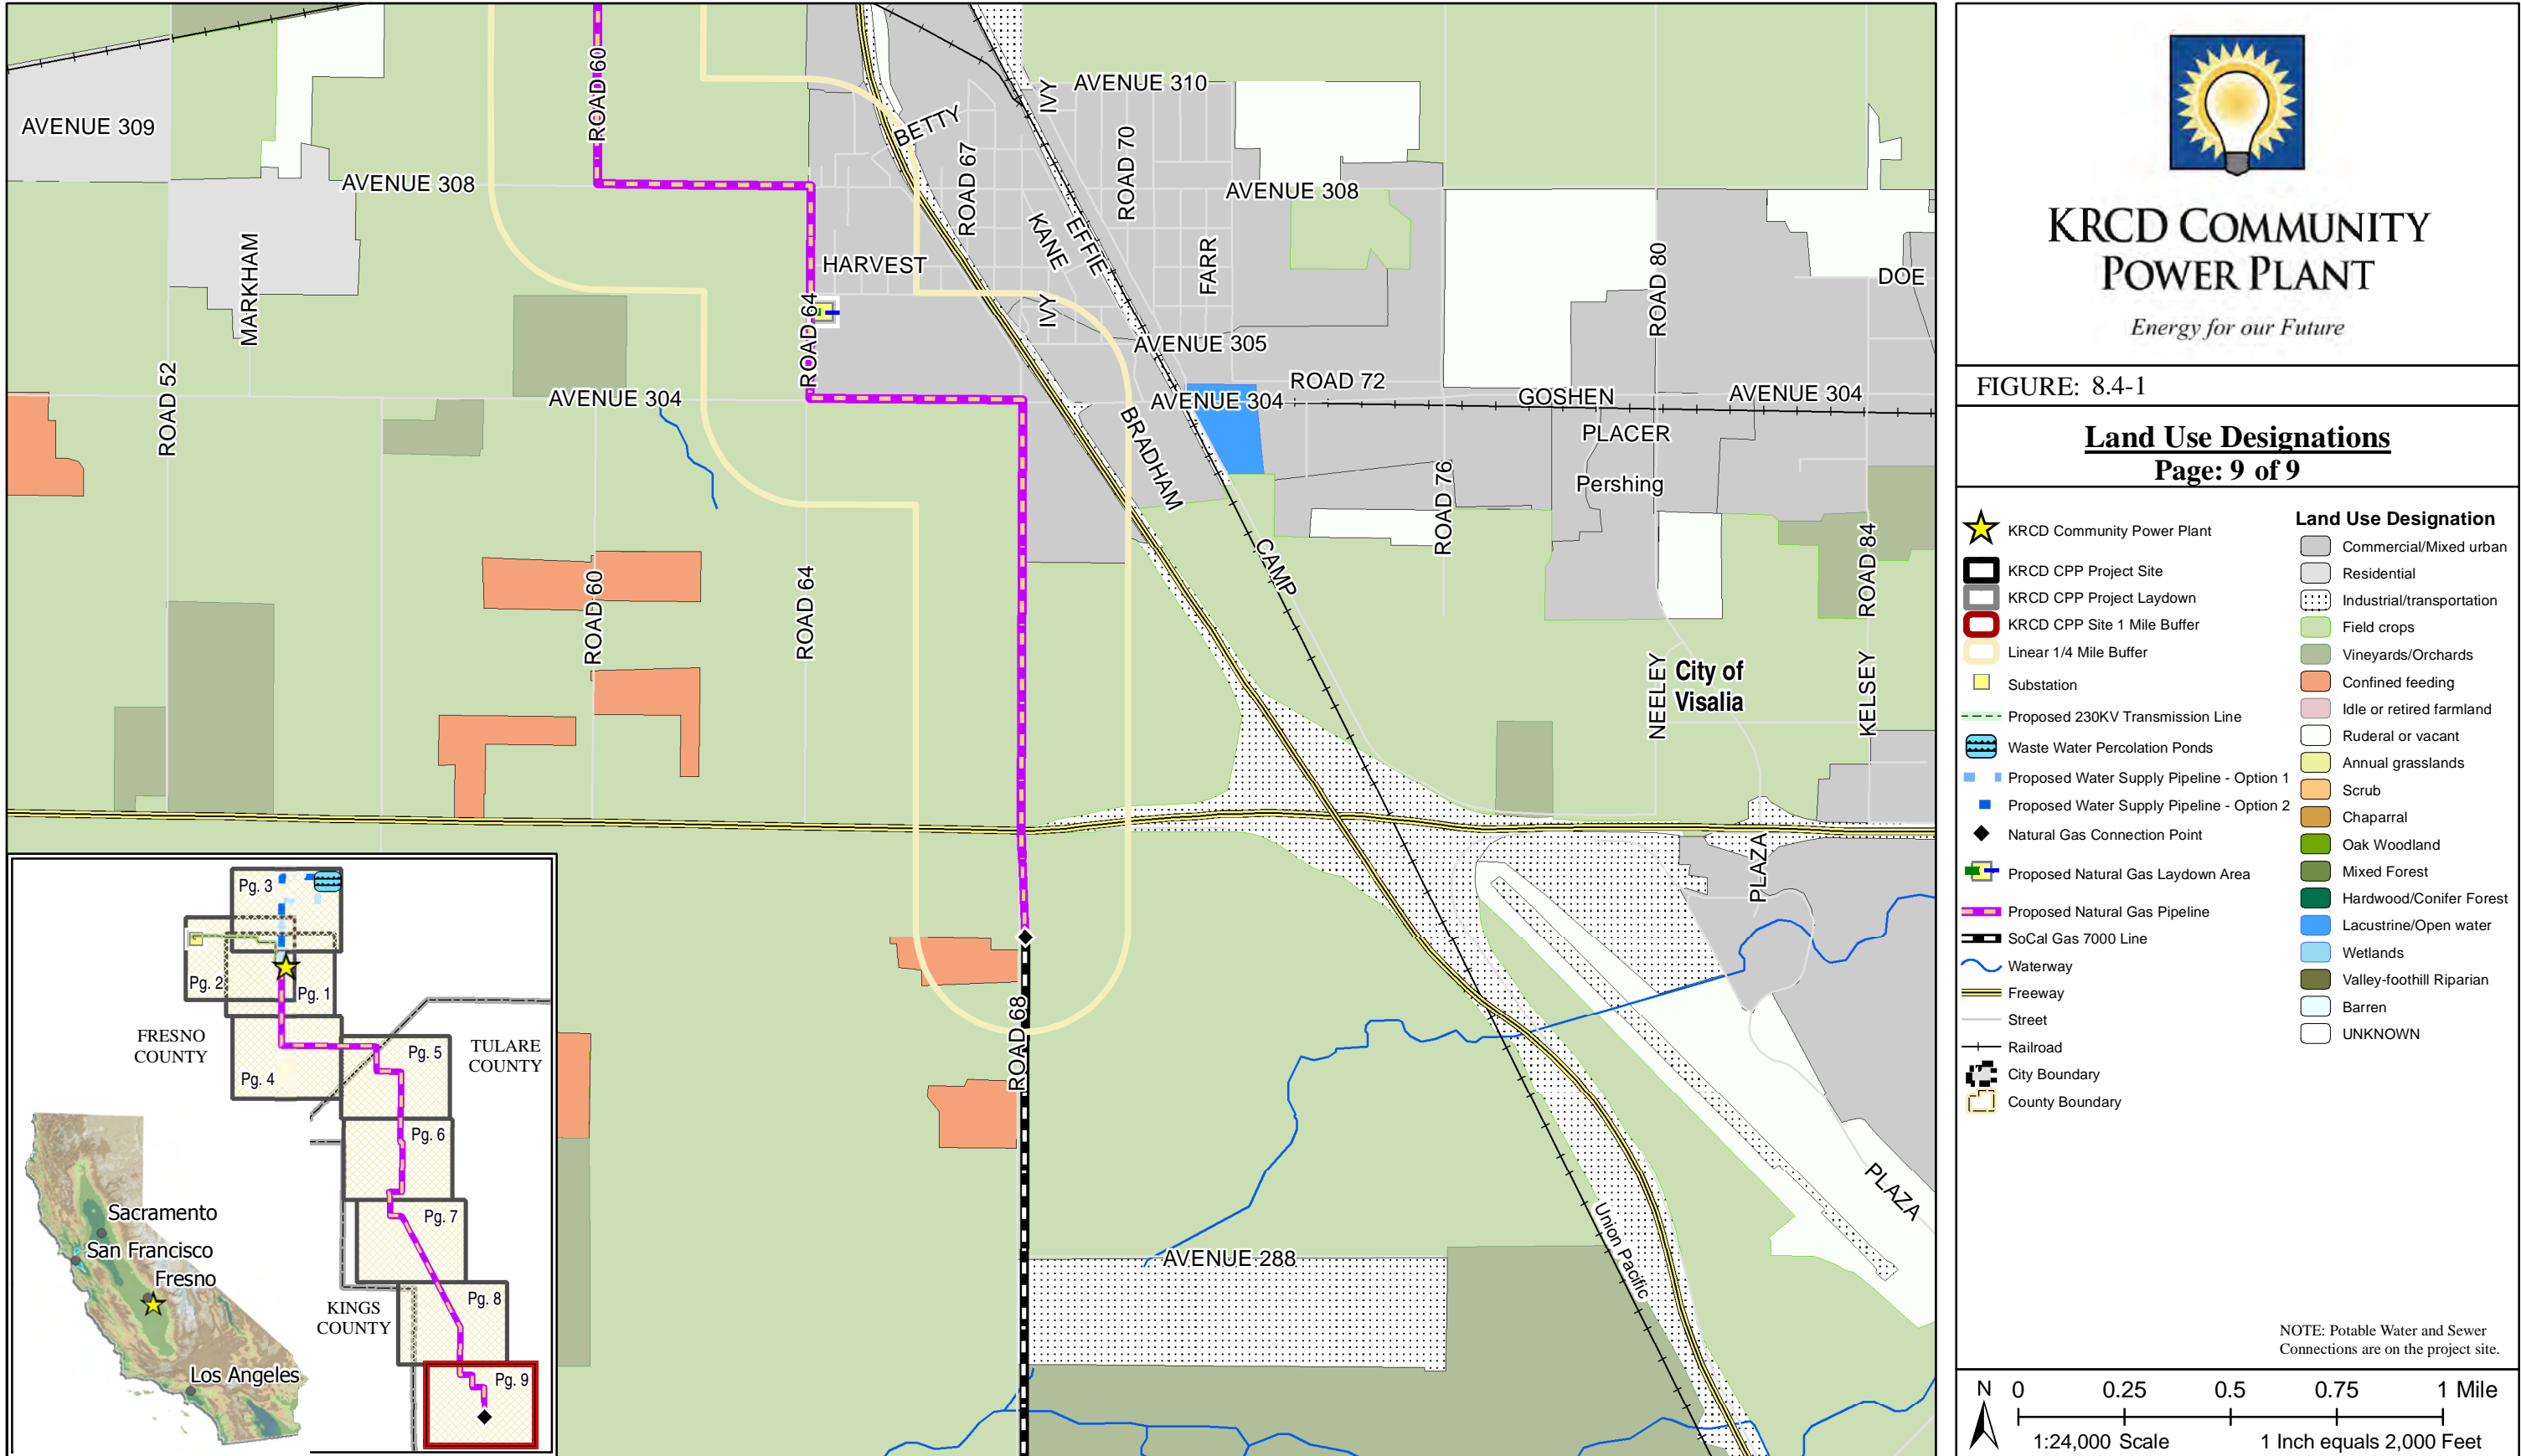 AVENUE 309
ROAD 60
AVENUE 308
MARKHAM
ROAD 52
BETTY
ROAD 67
IVY
AVENUE 310
ROAD 70
AVENUE 308
KANE
EFFIE
FARR
HARVEST
IVY
ROAD 64
AVENUE 305
ROAD 80
DOE
AVENUE 304
AVENUE 304
ROAD 72
GOSHEN
AVENUE 304
PLACER
BRADHAM
Pershing
ROAD 76
ROAD 84
CAMP
ROAD 60
ROAD 64
NEELEY
City of
Visalia
KELSEY
PLAZA
ROAD 68
AVENUE 288
Union Pacific
PLAZA
Pg. 3
Pg. 2
Pg. 1
FRESNO
COUNTY
TULARE
COUNTY
Pg. 5
Pg. 4
Pg. 6
Pg. 7
Pg. 8
KINGS
COUNTY
Pg. 9
Sacramento
San Francisco
Fresno
Los Angeles
KRCD COMMUNITY
POWER PLANT
Energy for our Future
FIGURE: 8.4-1
Land Use Designations
Page: 9 of 9
KRCD Community Power Plant
KRCD CPP Project Site
KRCD CPP Project Laydown
KRCD CPP Site 1 Mile Buffer
Linear 1/4 Mile Buffer
Substation
Proposed 230KV Transmission Line
Waste Water Percolation Ponds
Proposed Water Supply Pipeline - Option 1
Proposed Water Supply Pipeline - Option 2
Natural Gas Connection Point
Proposed Natural Gas Laydown Area
Proposed Natural Gas Pipeline
SoCal Gas 7000 Line
Waterway
Freeway
Street
Railroad
City Boundary
County Boundary
Land Use Designation
Commercial/Mixed urban
Residential
Industrial/transportation
Field crops
Vineyards/Orchards
Confined feeding
Idle or retired farmland
Ruderal or vacant
Annual grasslands
Scrub
Chaparral
Oak Woodland
Mixed Forest
Hardwood/Conifer Forest
Lacustrine/Open water
Wetlands
Valley-foothill Riparian
Barren
UNKNOWN
NOTE: Potable Water and Sewer
Connections are on the project site.
N 0 0.25 0.5 0.75 1 Mile
1:24,000 Scale 1 Inch equals 2,000 Feet